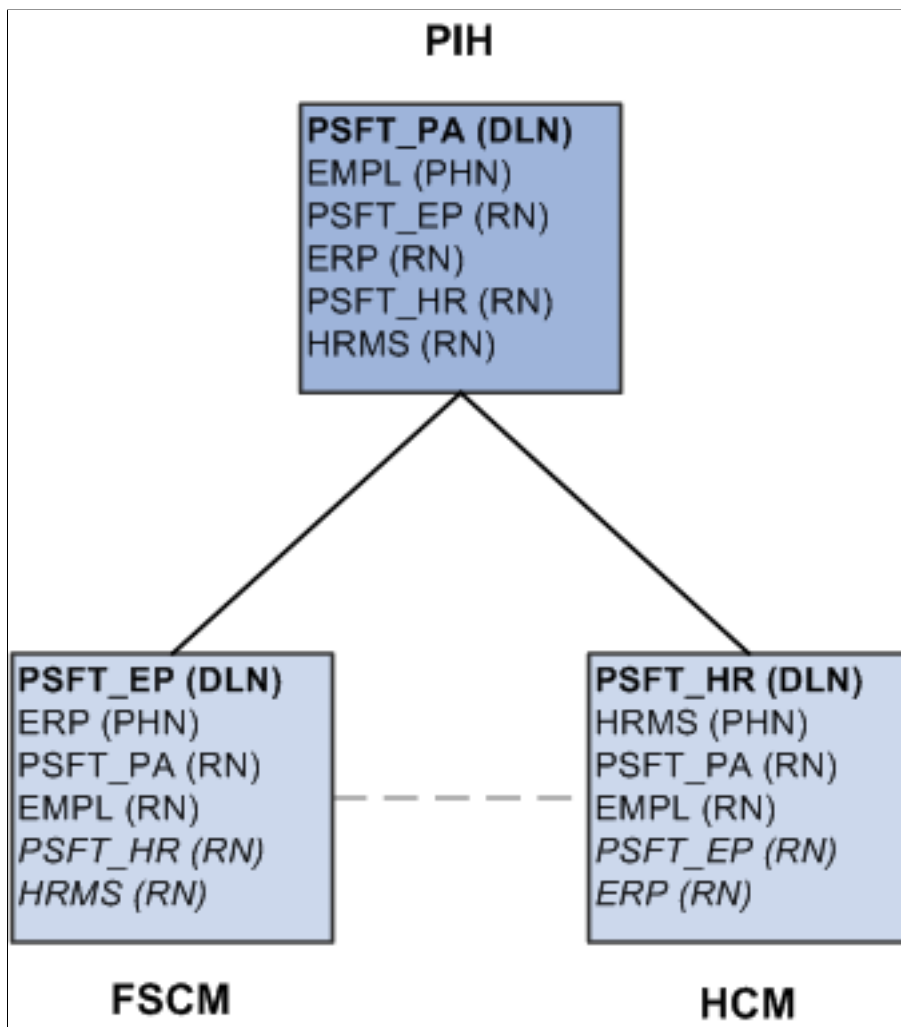 PIH
PSFT_PA (DLN)
EMPL (PHN)
PSFT_EP (RN)
ERP (RN)
PSFT_HR (RN)
HRMS (RN)
PSFT_EP (DLN)
ERP (PHN)
PSFT_PA (RN)
EMPL (RN)
PSFT_HR (RN)
HRMS (RN)
FSCM
PSFT_HR (DLN)
HRMS (PHN)
PSFT_PA (RN)
EMPL (RN)
PSFT_EP (RN)
ERP (RN)
HCM